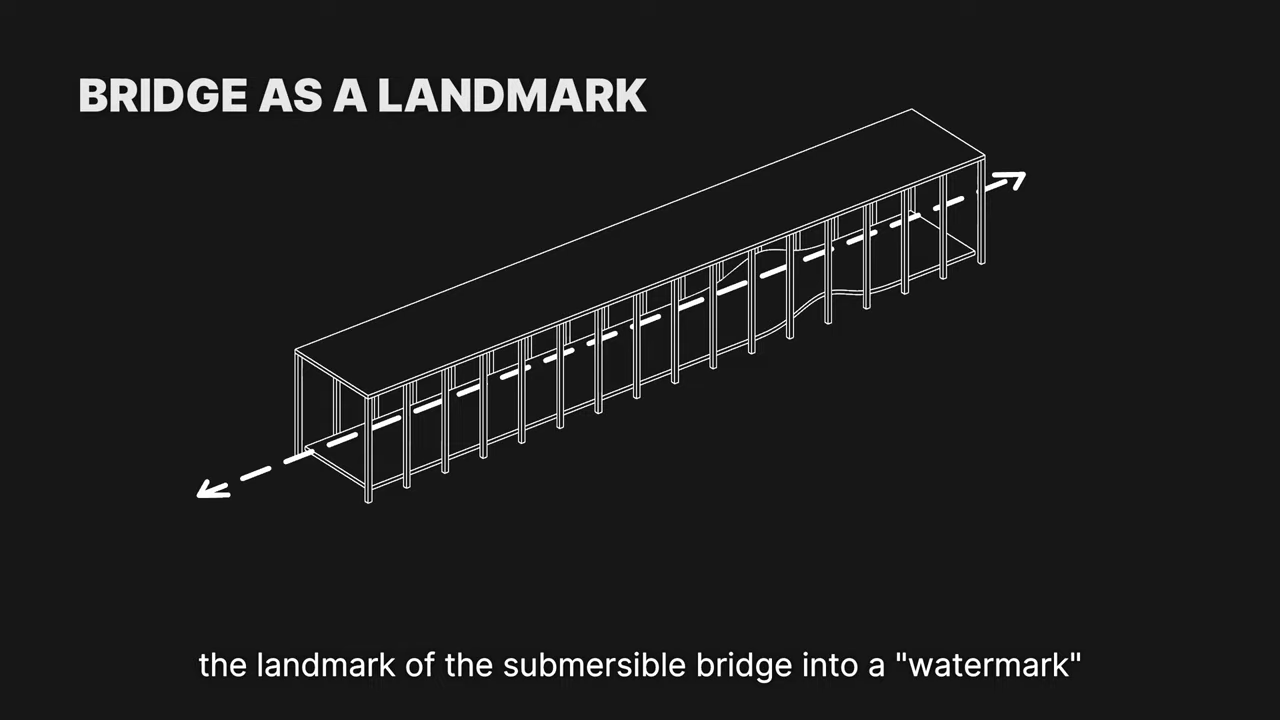 BRIDGE AS A LANDMARK
the landmark of the submersible bridge into a "watermark"